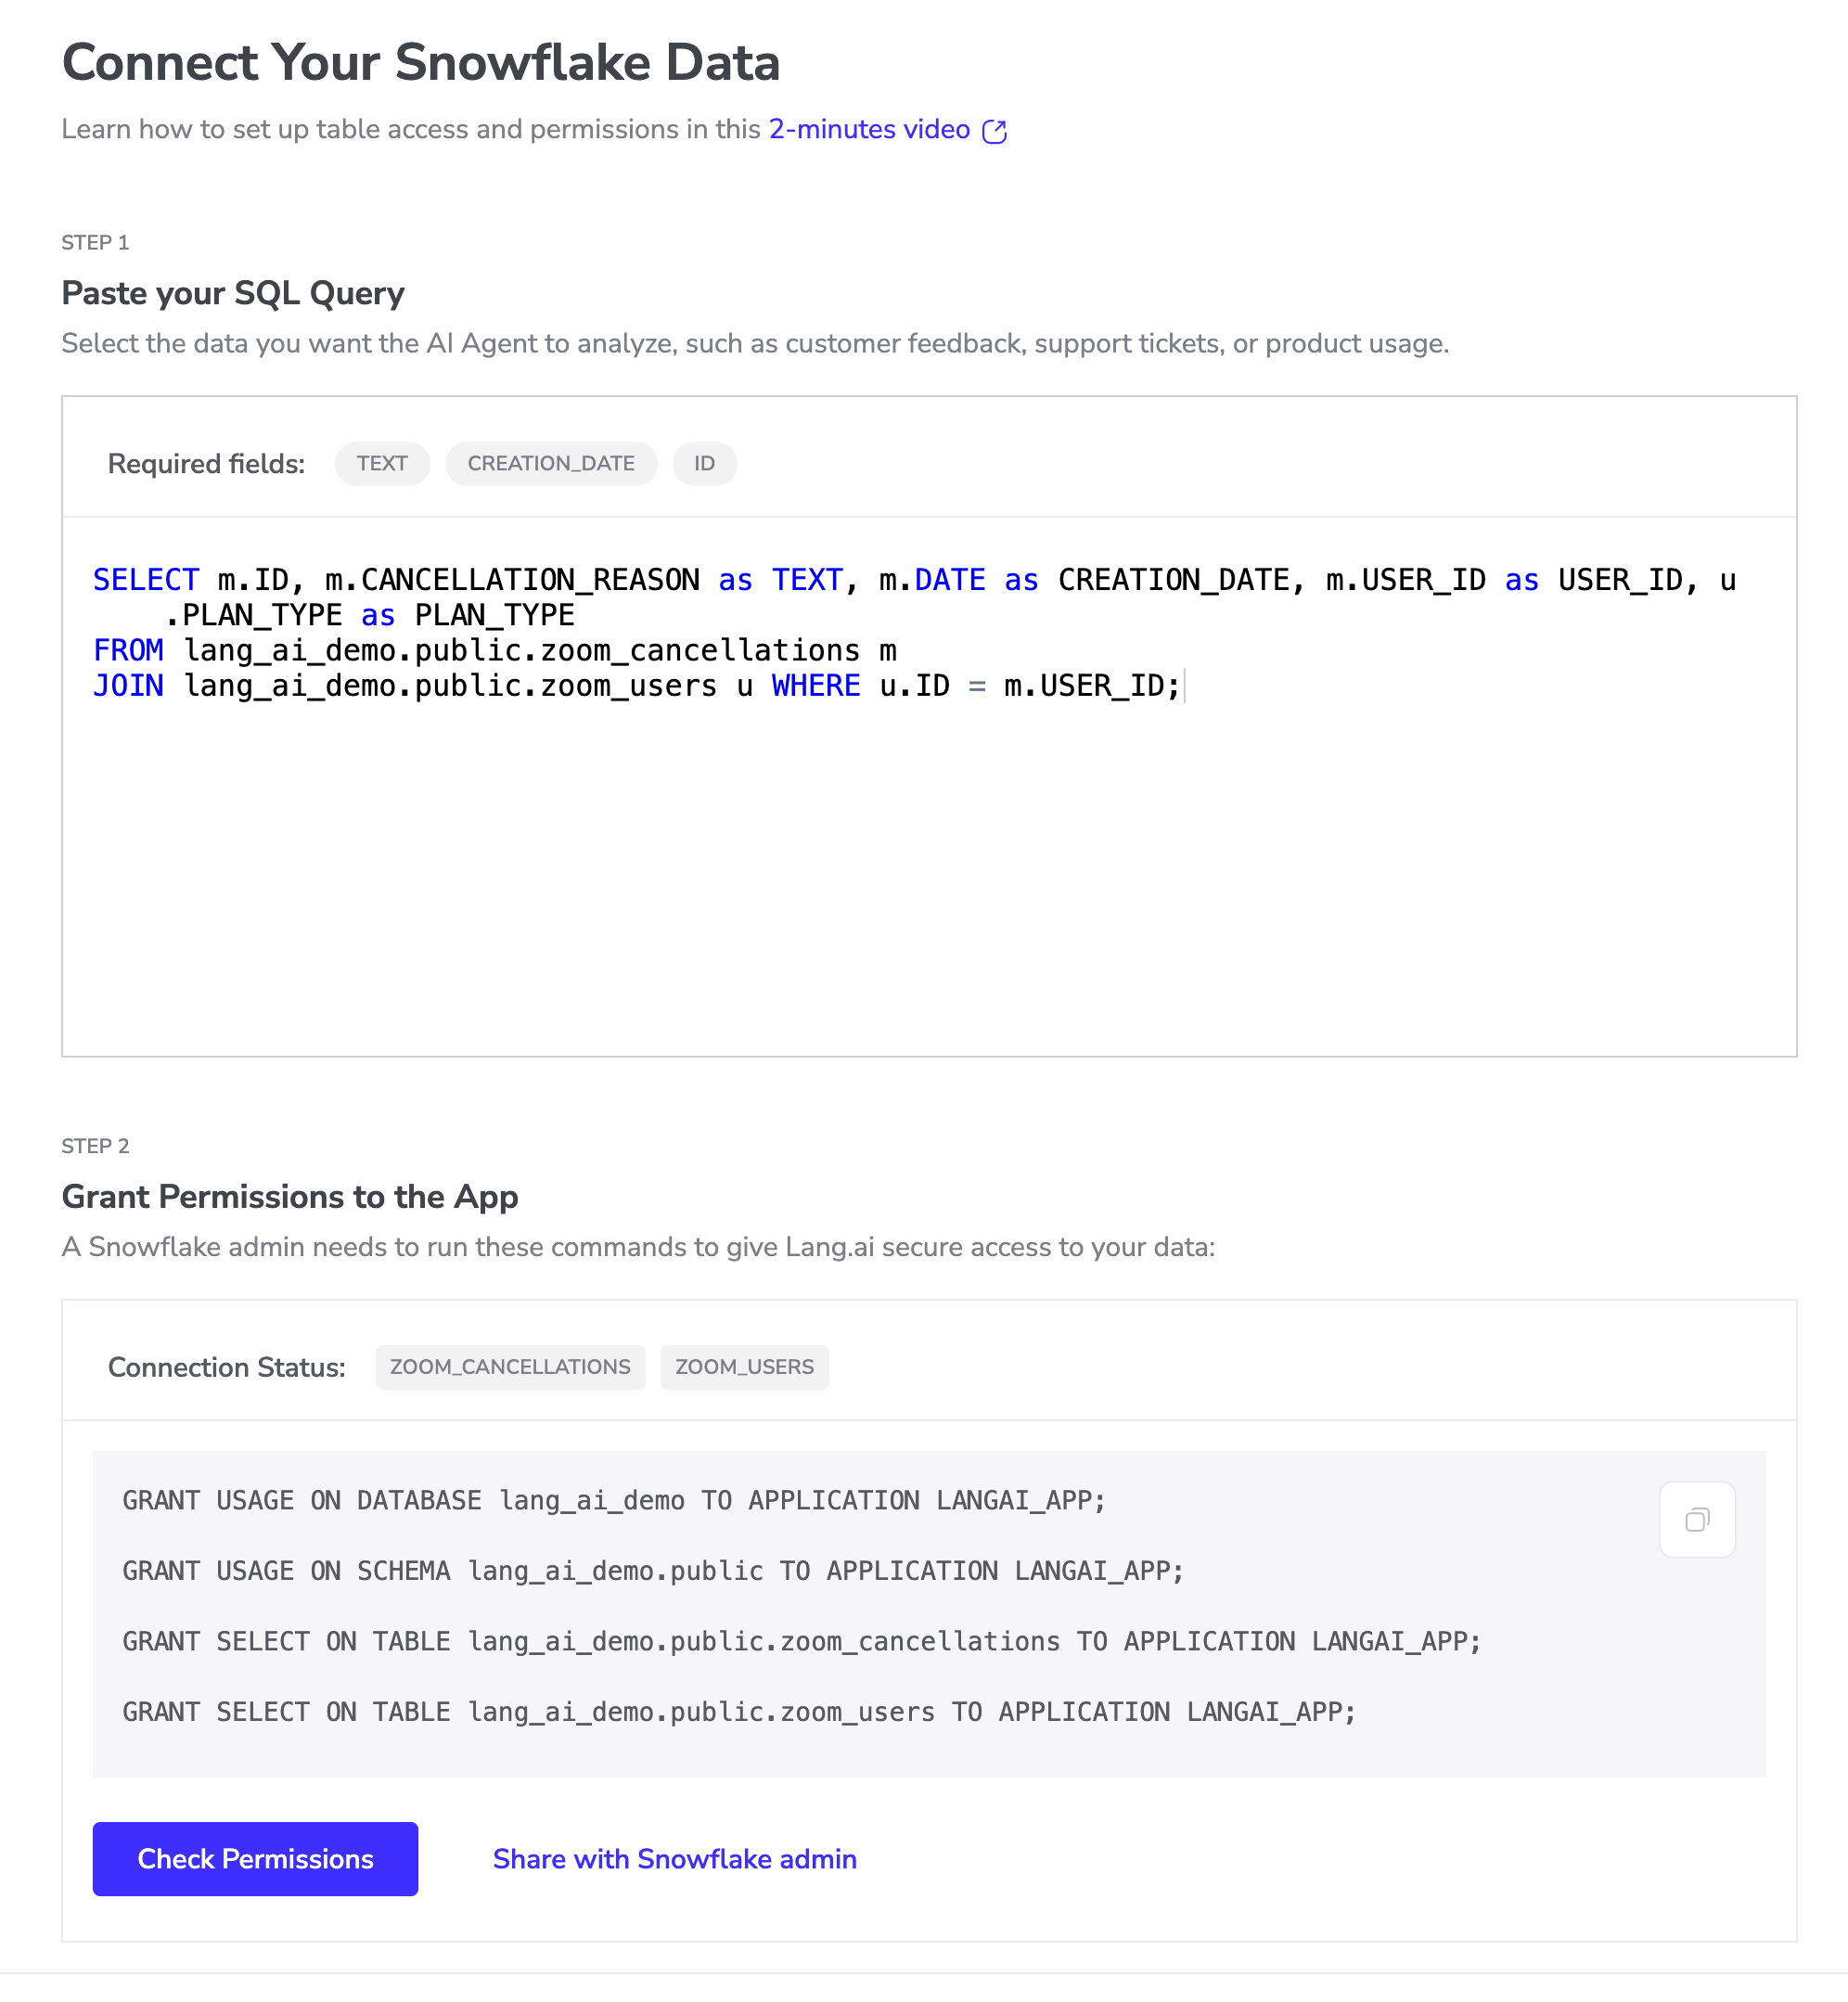 Connect Your Snowflake Data
Learn how to set up table access and permissions in this 2-minutes video
STEP 1
Paste your SQL Query
Select the data you want the AI Agent to analyze, such as customer feedback, support tickets, or product usage.
Required fields: TEXT CREATION_DATE ID
SELECT m.ID, m.CANCELLATION_REASON as TEXT, m.DATE as CREATION_DATE, m.USER_ID as USER_ID, u
.PLAN_TYPE as PLAN_TYPE
FROM lang_ai_demo.public.zoom_cancellations m
JOIN lang_ai_demo.public.zoom_users u WHERE u.ID = m.USER_ID;
STEP 2
Grant Permissions to the App
A Snowflake admin needs to run these commands to give Lang.ai secure access to your data:
Connection Status: ZOOM_CANCELLATIONS ZOOM_USERS
GRANT USAGE ON DATABASE lang_ai_demo TO APPLICATION LANGAI_APP;
GRANT USAGE ON SCHEMA lang_ai_demo.public TO APPLICATION LANGAI_APP;
GRANT SELECT ON TABLE lang_ai_demo.public.zoom_cancellations TO APPLICATION LANGAI_APP;
GRANT SELECT ON TABLE lang_ai_demo.public.zoom_users TO APPLICATION LANGAI_APP;
Check Permissions Share with Snowflake admin